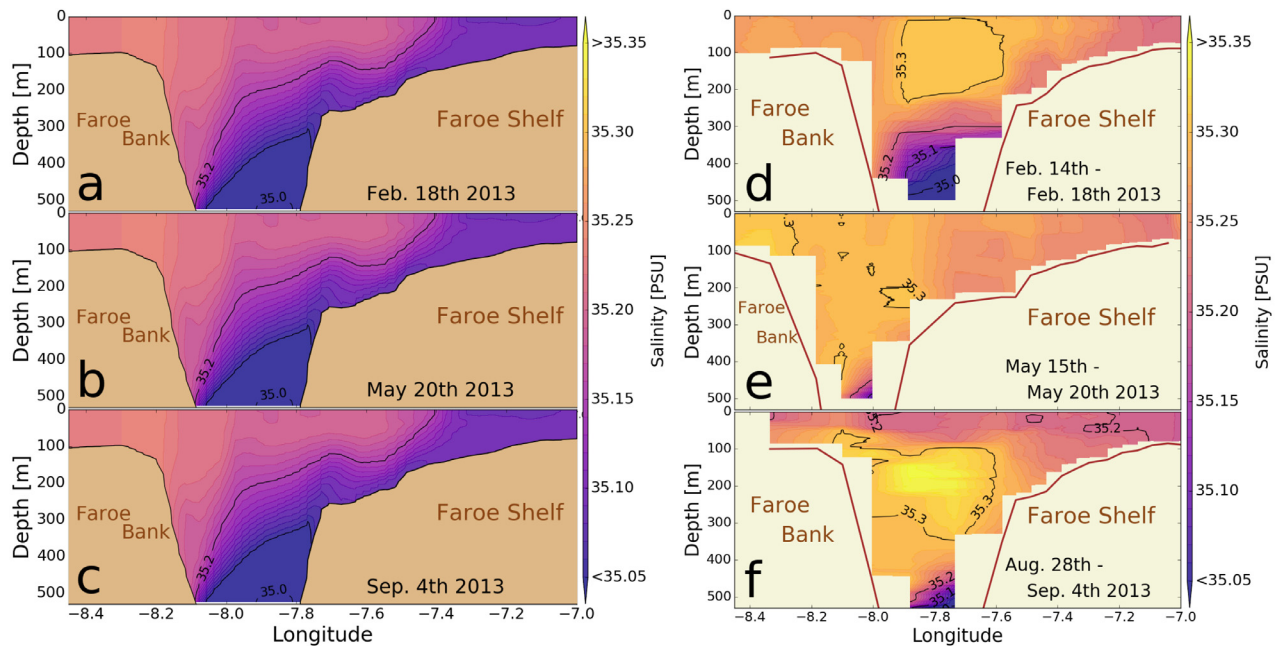 0
100
200
300
400
500
Depth [m]
Faroe
Bank
Faroe Shelf
35.2
35.0
a
Feb. 18th 2013
0
100
200
300
400
500
Depth [m]
Faroe
Bank
Faroe Shelf
35.2
35.0
b
May 20th 2013
0
100
200
300
400
500
Depth [m]
Faroe
Bank
Faroe Shelf
35.2
35.0
c
Sep. 4th 2013
−8.4 −8.2 −8.0 −7.8 −7.6 −7.4 −7.2 −7.0
Longitude
>35.35
35.30
35.25
35.20
35.15
35.10
<35.05
Salinity [PSU]
0
100
200
300
400
500
Depth [m]
Faroe
Bank
Faroe Shelf
35.3
35.2
35.1
35.0
d
Feb. 14th -
Feb. 18th 2013
0
100
200
300
400
500
Depth [m]
Faroe
Bank
Faroe Shelf
35.3
e
May 15th -
May 20th 2013
0
100
200
300
400
500
Depth [m]
Faroe
Bank
Faroe Shelf
35.2
35.2
35.3
35.3
35.2
35.1
f
Aug. 28th -
Sep. 4th 2013
−8.4 −8.2 −8.0 −7.8 −7.6 −7.4 −7.2 −7.0
Longitude
>35.35
35.30
35.25
35.20
35.15
35.10
<35.05
Salinity [PSU]